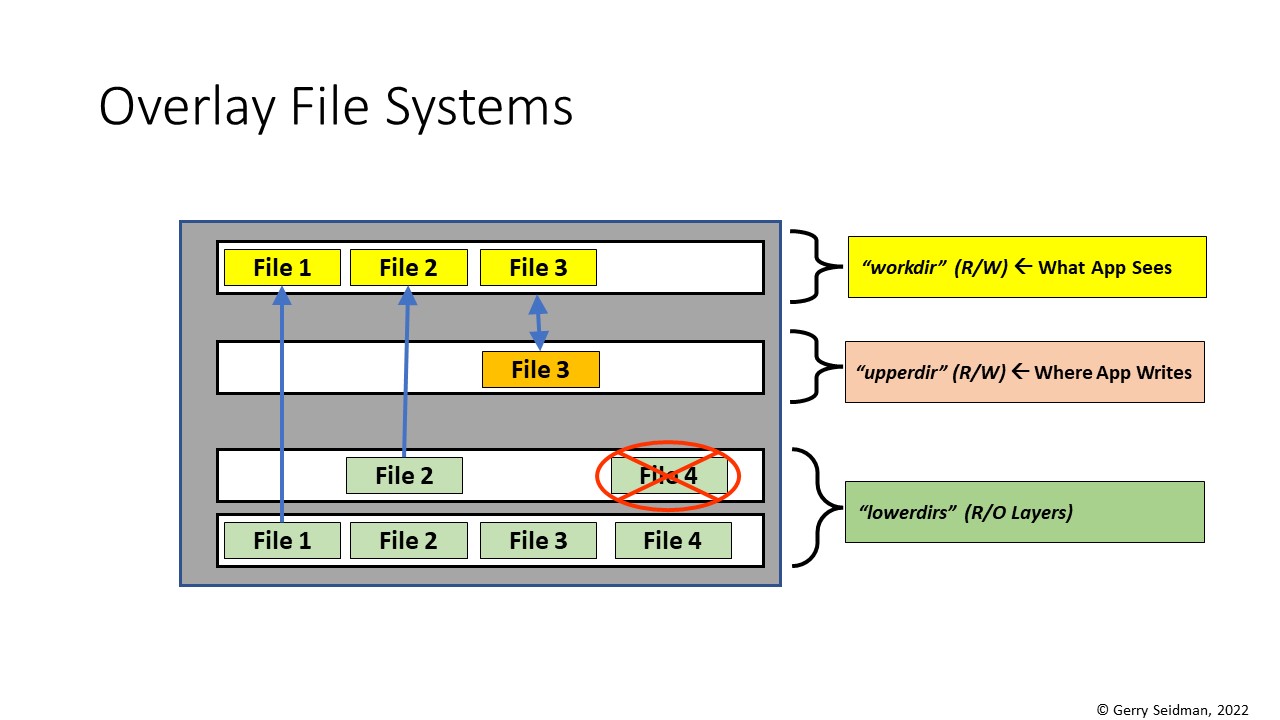 Overlay File Systems
File 1 File 2 File 3
“workdir” (R/W) 🡠 What App Sees
File 3
“upperdir” (R/W) 🡠 Where App Writes
File 2 File 4
File 1 File 2 File 3 File 4
“lowerdirs” (R/O Layers)
© Gerry Seidman, 2022